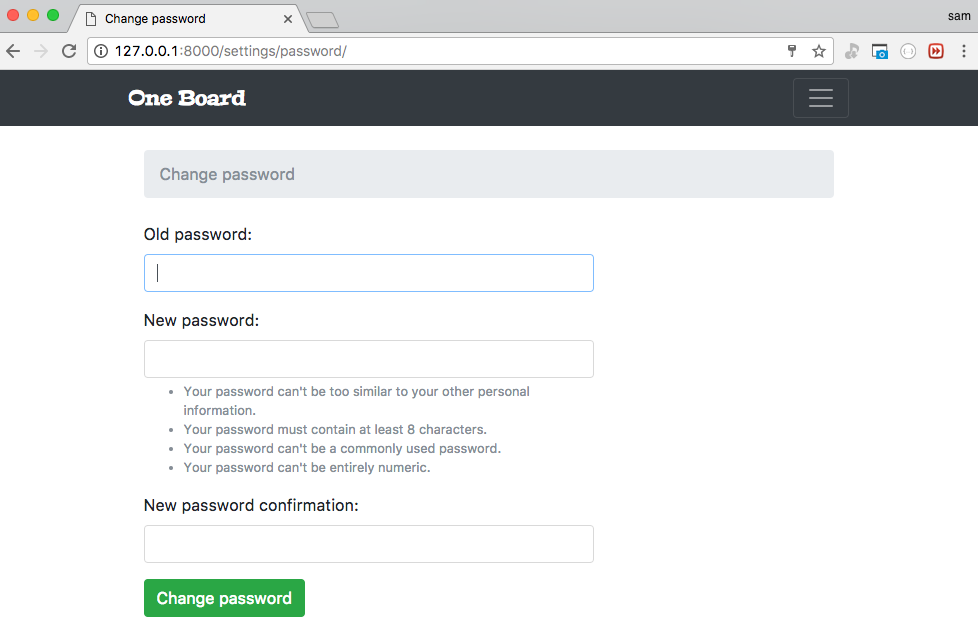 Change password
sam
127.0.0.1:8000/settings/password/
One Board
Change password
Old password:
New password:
Your password can't be too similar to your other personal
information.
Your password must contain at least 8 characters.
Your password can't be a commonly used password.
Your password can't be entirely numeric.
New password confirmation:
Change password